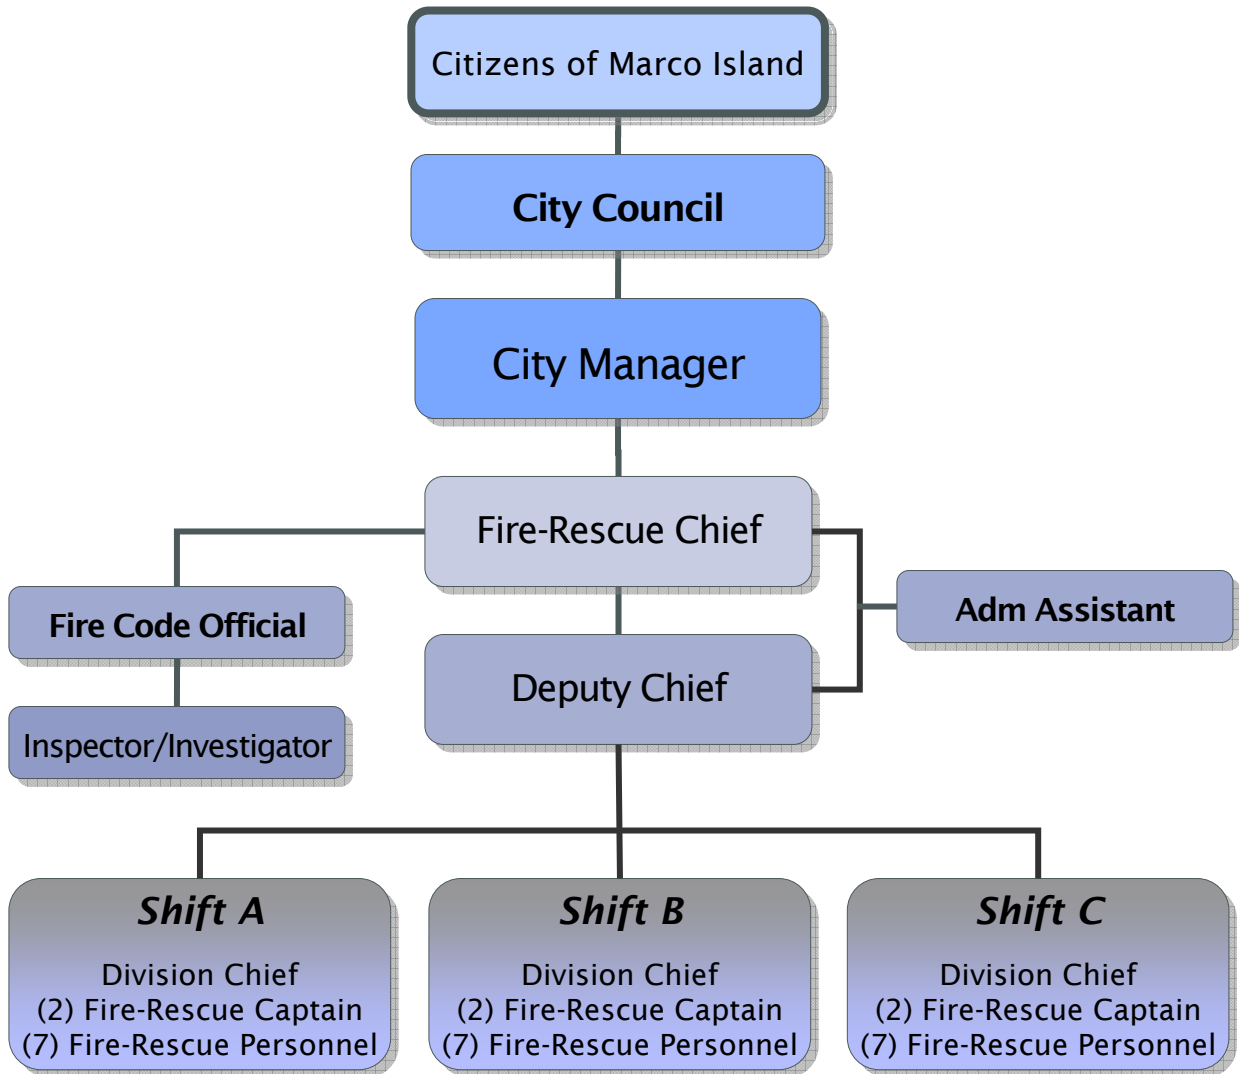 Citizens of Marco Island
City Council
City Manager
Fire-Rescue Chief
Fire Code Official
Adm Assistant
Deputy Chief
Inspector/Investigator
Shift A
Division Chief
(2) Fire-Rescue Captain
(7) Fire-Rescue Personnel
Shift B
Division Chief
(2) Fire-Rescue Captain
(7) Fire-Rescue Personnel
Shift C
Division Chief
(2) Fire-Rescue Captain
(7) Fire-Rescue Personnel